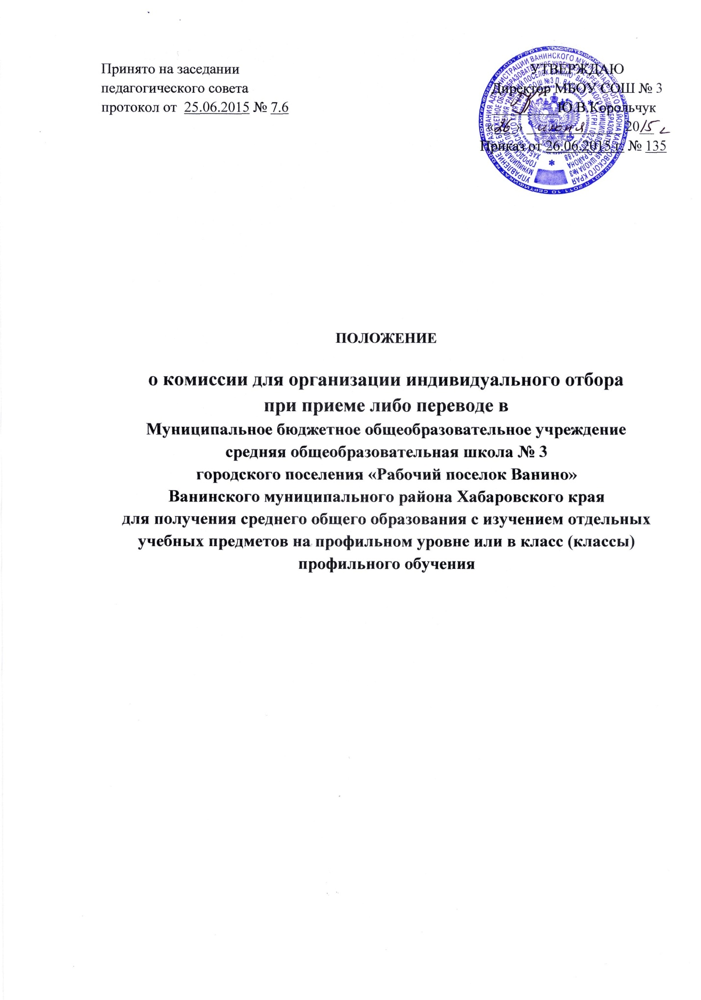 Принято на заседании
педагогического совета
протокол от 25.06.2015 № 7.6
УТВЕРЖДАЮ
Директор МБОУ СОШ № 3
Ю.В.Корольчук
«26» июня 2015 г
Приказ от 26.06.2015 № 135
ПОЛОЖЕНИЕ
о комиссии для организации индивидуального отбора
при приеме либо переводе в
Муниципальное бюджетное общеобразовательное учреждение
средняя общеобразовательная школа № 3
городского поселения «Рабочий поселок Ванино»
Ванинского муниципального района Хабаровского края
для получения среднего общего образования с изучением отдельных
учебных предметов на профильном уровне или в класс (классы)
профильного обучения